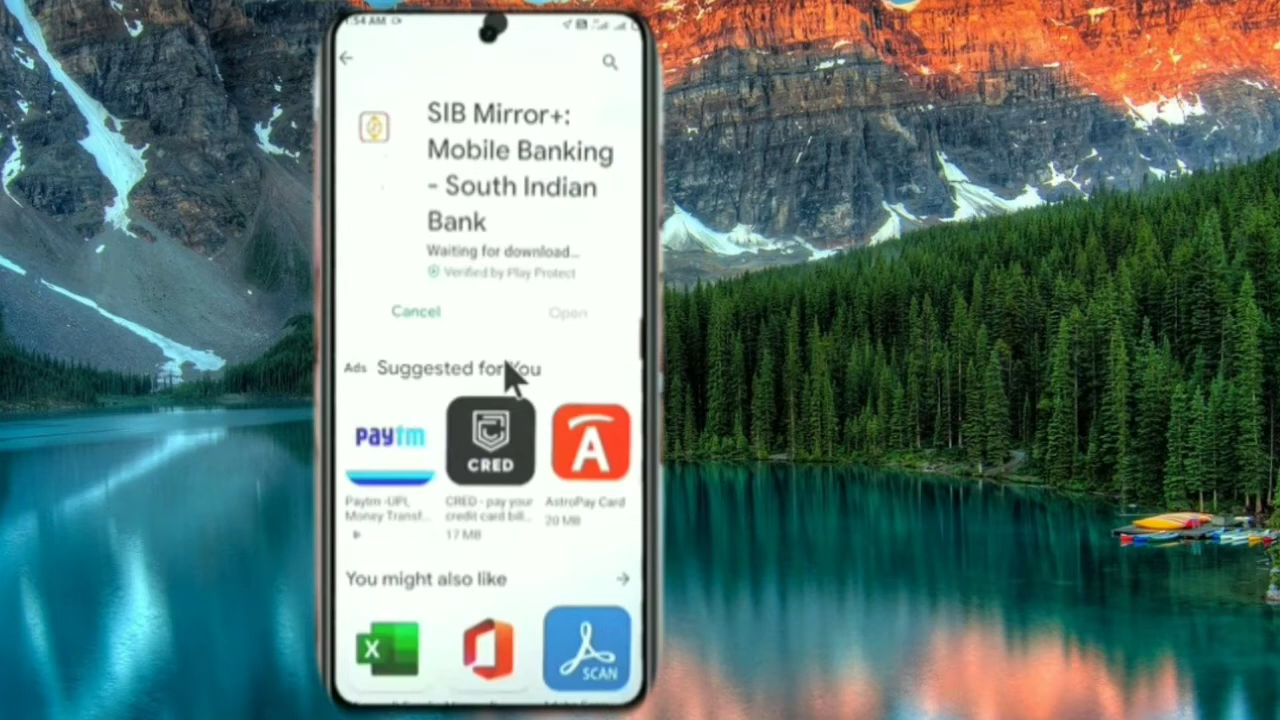 :54 AM
SIB Mirror+:
Mobile Banking
- South Indian
Bank
Waiting for download...
Verified by Play Protect
Cancel
Open
Ads
Suggested for You
paytm
CRED
A
Paytm -UPI,
Money Transf...
CRED - pay your
credit card bill...
17 MB
AstroPay Card
20 MB
You might also like
X
SCAN